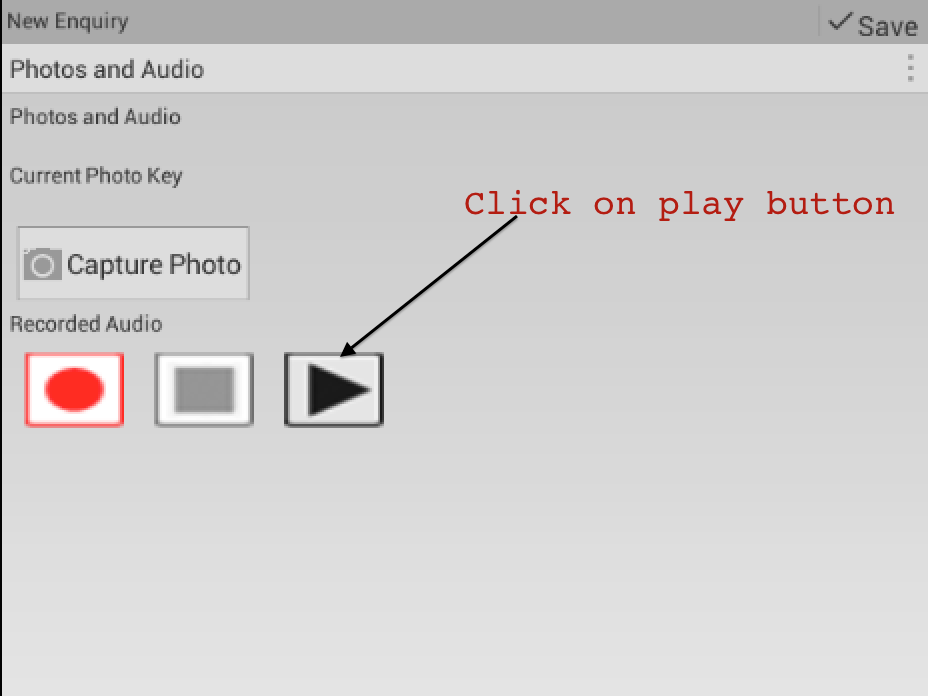 New Enquiry
Save
Photos and Audio
Photos and Audio
Current Photo Key
Click on play button
Capture Photo
Recorded Audio